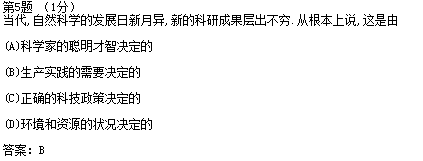 第5题 (1分)
当代,自然科学的发展日新月异,新的科研成果层出不穷.从根本上说,这是由
(A)科学家的聪明才智决定的
(B)生产实践的需要决定的
(C)正确的科技政策决定的
(D)环境和资源的状况决定的
答案: B